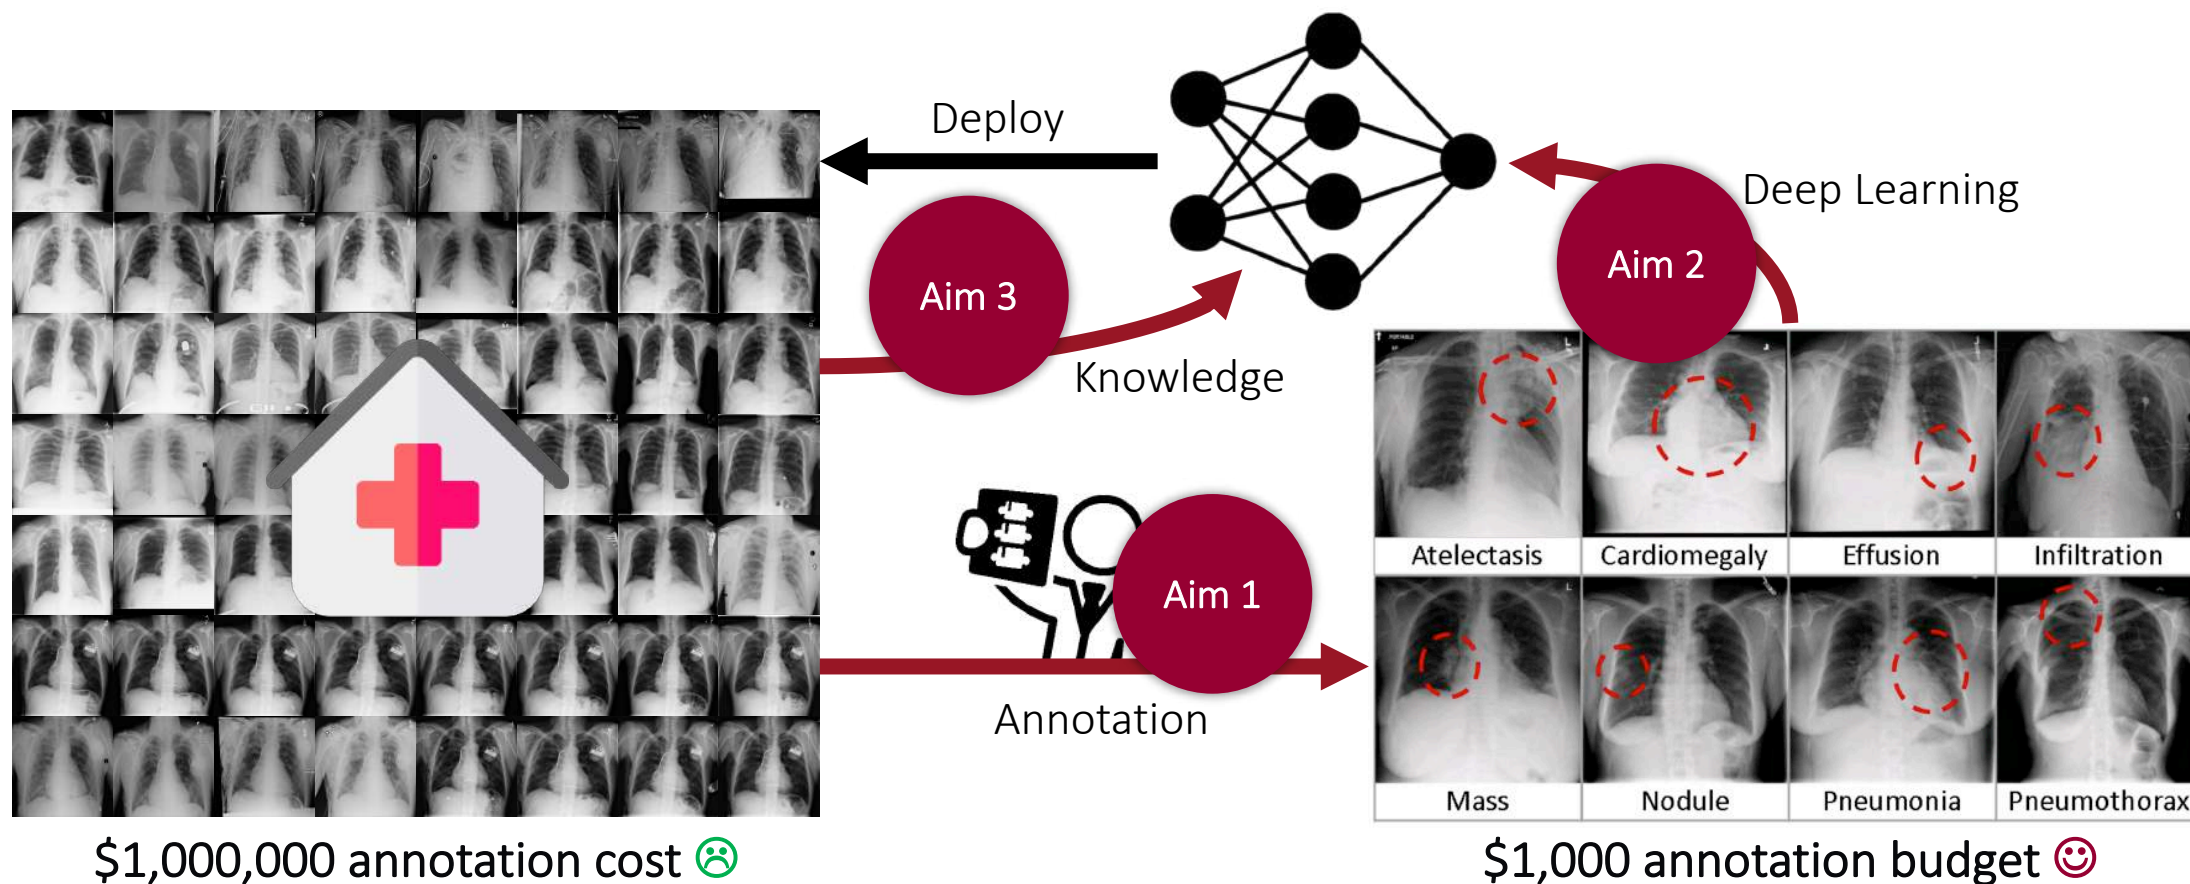 Deploy
Deep Learning
Aim 2
Aim 3
Knowledge
Aim 1
Annotation
PORTABLE
L
Atelectasis
Cardiomegaly
Effusion
Infiltration
L
Mass
Nodule
Pneumonia
Pneumothorax
$1,000,000 annotation cost ☹
$1,000 annotation budget ☺